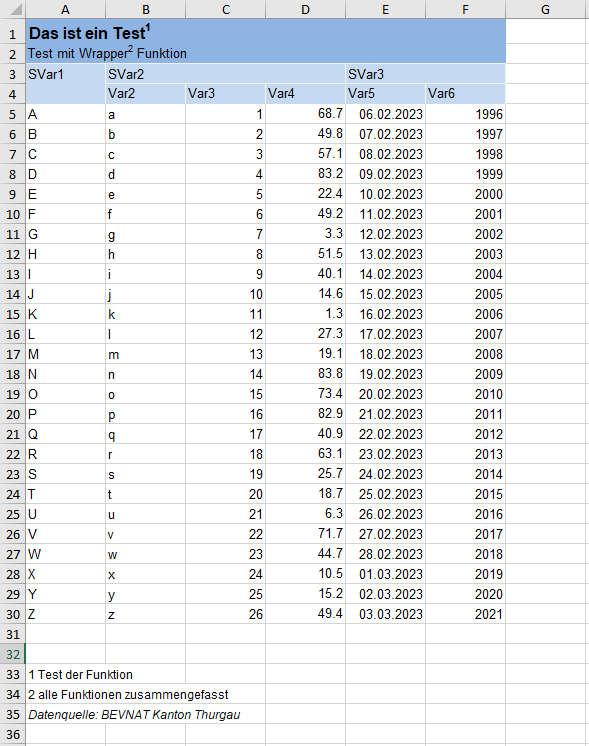 A B C D E F G
1 Das ist ein Test¹
2 Test mit Wrapper² Funktion
3 SVar1 SVar2 SVar3
4 Var2 Var3 Var4 Var5 Var6
5 A a 1 68.7 06.02.2023 1996
6 B b 2 49.8 07.02.2023 1997
7 C c 3 57.1 08.02.2023 1998
8 D d 4 83.2 09.02.2023 1999
9 E e 5 22.4 10.02.2023 2000
10 F f 6 49.2 11.02.2023 2001
11 G g 7 3.3 12.02.2023 2002
12 H h 8 51.5 13.02.2023 2003
13 I i 9 40.1 14.02.2023 2004
14 J j 10 14.6 15.02.2023 2005
15 K k 11 1.3 16.02.2023 2006
16 L l 12 27.3 17.02.2023 2007
17 M m 13 19.1 18.02.2023 2008
18 N n 14 83.8 19.02.2023 2009
19 O o 15 73.4 20.02.2023 2010
20 P p 16 82.9 21.02.2023 2011
21 Q q 17 40.9 22.02.2023 2012
22 R r 18 63.1 23.02.2023 2013
23 S s 19 25.7 24.02.2023 2014
24 T t 20 18.7 25.02.2023 2015
25 U u 21 6.3 26.02.2023 2016
26 V v 22 71.7 27.02.2023 2017
27 W w 23 44.7 28.02.2023 2018
28 X x 24 10.5 01.03.2023 2019
29 Y y 25 15.2 02.03.2023 2020
30 Z z 26 49.4 03.03.2023 2021
31
32
33 1 Test der Funktion
34 2 alle Funktionen zusammengefasst
35 Datenquelle: BEVNAT Kanton Thurgau
36